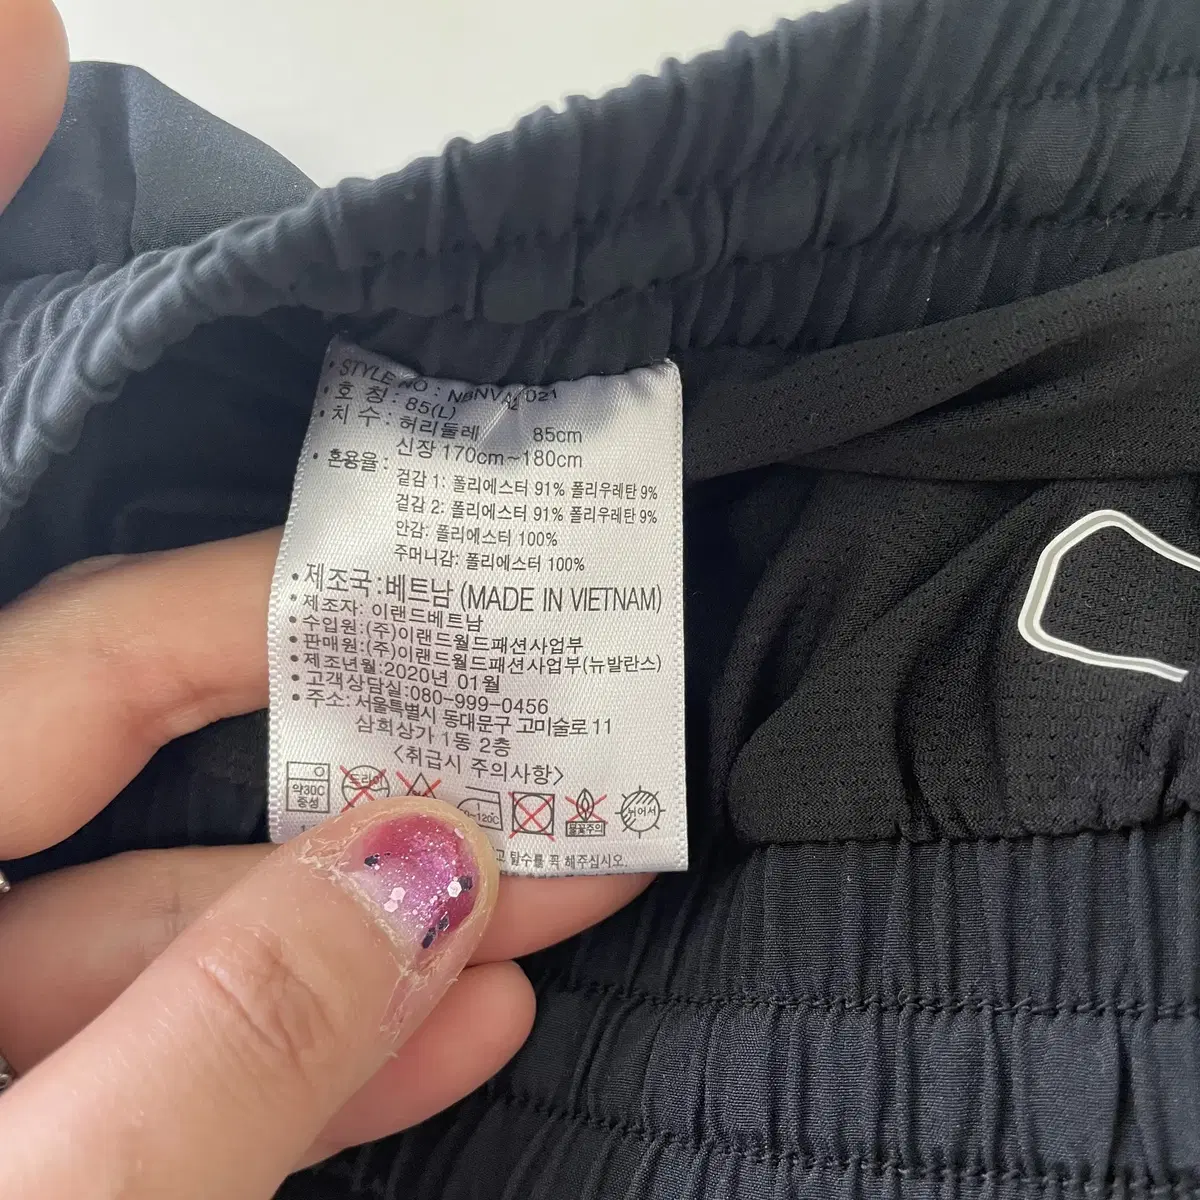 • STYLE NO : NBNVA 021
• 호 칭 : 85(L)
• 치 수 : 허리둘레 85cm
신장 170cm~180cm
• 혼용율 :
겉감 1: 폴리에스터 91% 폴리우레탄 9%
겉감 2: 폴리에스터 91% 폴리우레탄 9%
안감: 폴리에스터 100%
주머니감: 폴리에스터 100%
• 제조국 : 베트남 (MADE IN VIETNAM)
• 제조자: 이랜드베트남
• 수입원:(주)이랜드월드패션사업부
• 판매원:(주)이랜드월드패션사업부(뉴발란스)
• 제조년월:2020년 01월
• 고객상담실:080-999-0456
• 주소: 서울특별시 동대문구 고미술로 11
삼희상가 1동 2층
<취급시 주의사항>
약30C 중성 드라이 120C 불꽃주의 뉘어서
고 탈수를 꼭 해주십시오.